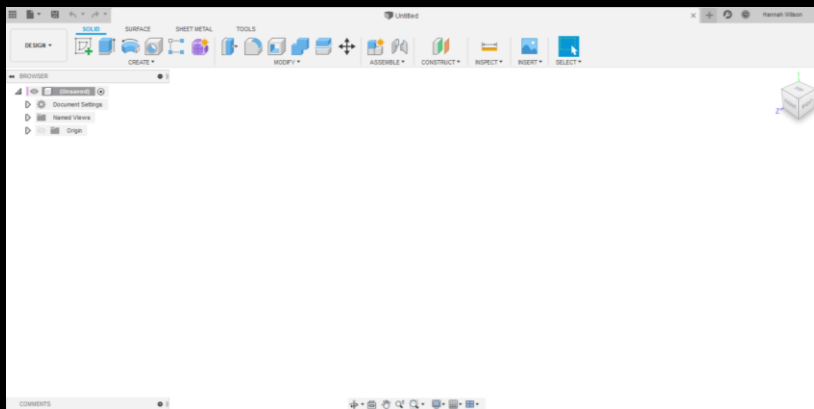 Untitled
Hannah Wilson
SOLID SURFACE SHEET METAL TOOLS
DESIGN
CREATE MODIFY ASSEMBLE CONSTRUCT INSPECT INSERT SELECT
BROWSER
(Unsaved)
Document Settings
Named Views
Origin
Z
COMMENTS